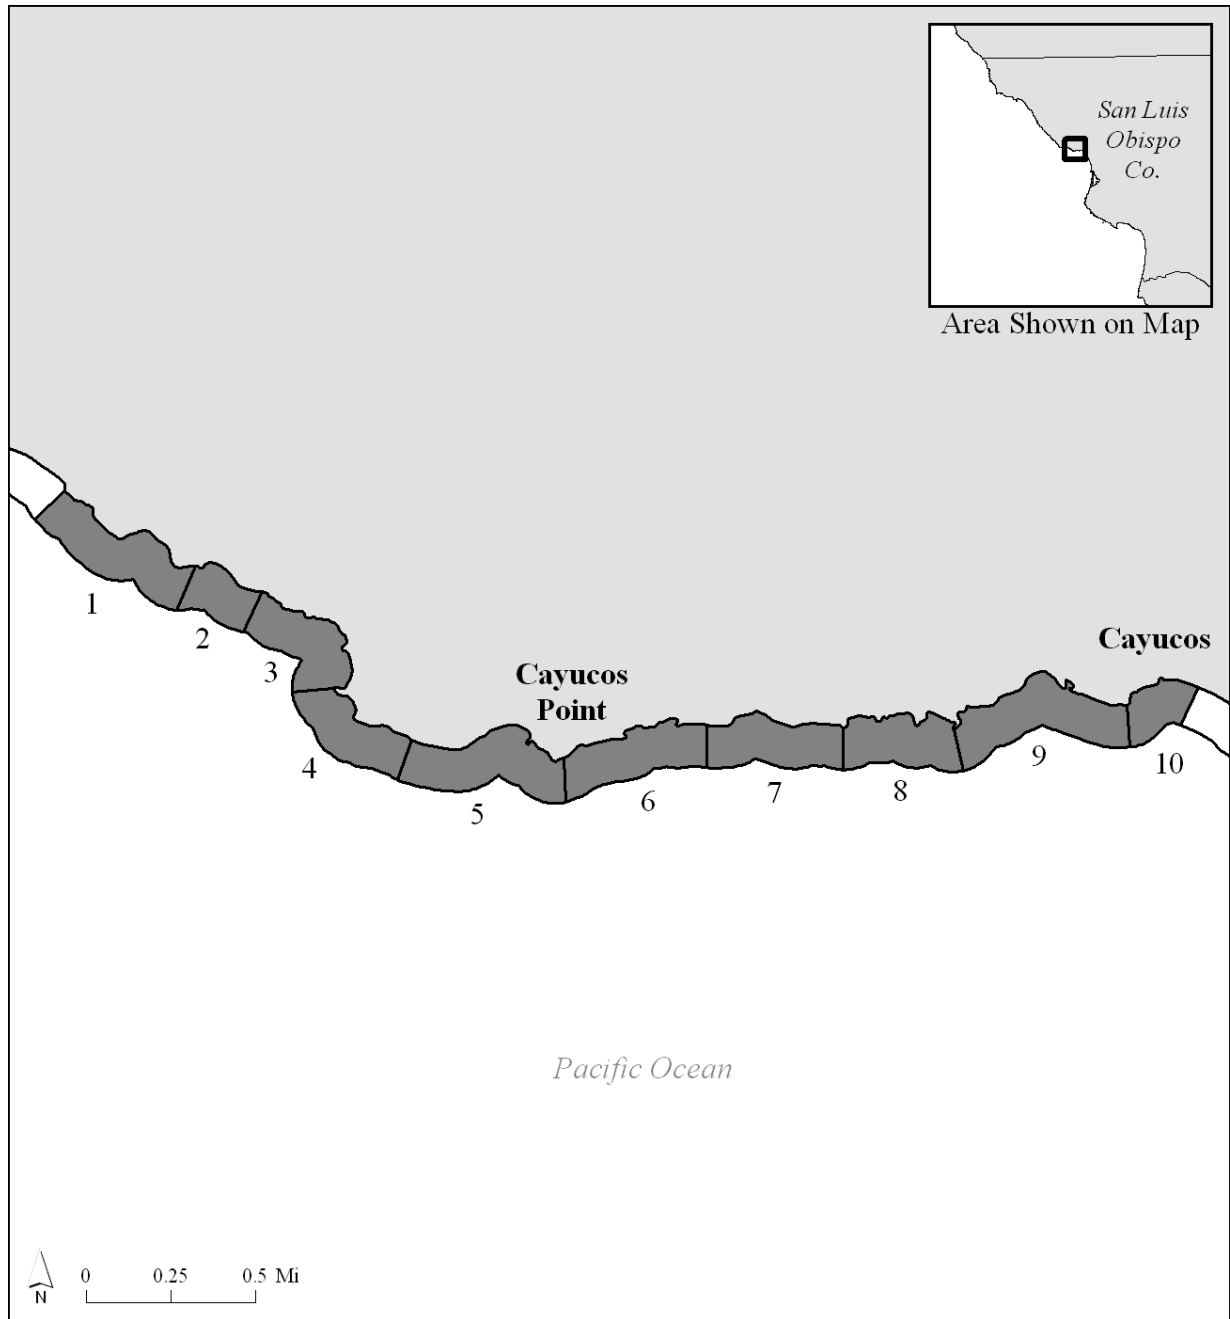 San Luis
Obispo
Co.
Area Shown on Map
1
2
3
4
5
6
7
8
9
10
Cayucos
Point
Cayucos
Pacific Ocean
0 0.25 0.5 Mi
N